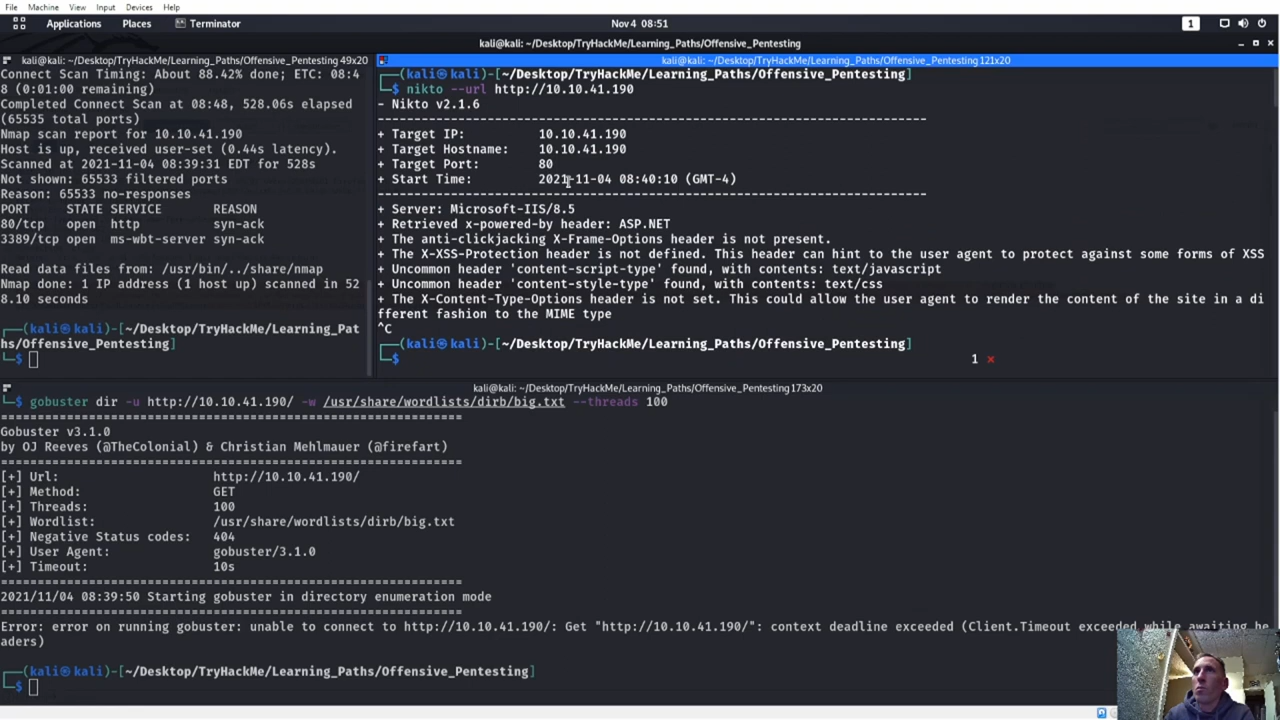 File Machine View Input Devices Help
Applications Places Terminator Nov 4 08:51 1
kali@kali: ~/Desktop/TryHackMe/Learning_Paths/Offensive_Pentesting
kali@kali: ~/Desktop/TryHackMe/Learning_Paths/Offensive_Pentesting 49x20
Connect Scan Timing: About 88.42% done; ETC: 08:4
8 (0:01:00 remaining)
Completed Connect Scan at 08:48, 528.06s elapsed
(65535 total ports)
Nmap scan report for 10.10.41.190
Host is up, received user-set (0.44s latency).
Scanned at 2021-11-04 08:39:31 EDT for 528s
Not shown: 65533 filtered ports
Reason: 65533 no-responses
PORT STATE SERVICE REASON
80/tcp open http syn-ack
3389/tcp open ms-wbt-server syn-ack
Read data files from: /usr/bin/../share/nmap
Nmap done: 1 IP address (1 host up) scanned in 52
8.10 seconds
┌──(kali㉿kali)-[~/Desktop/TryHackMe/Learning_Pat
hs/Offensive_Pentesting]
└─$
kali@kali: ~/Desktop/TryHackMe/Learning_Paths/Offensive_Pentesting 121x20
┌──(kali㉿kali)-[~/Desktop/TryHackMe/Learning_Paths/Offensive_Pentesting]
└─$ nikto --url http://10.10.41.190
- Nikto v2.1.6
---------------------------------------------------------------------------
+ Target IP: 10.10.41.190
+ Target Hostname: 10.10.41.190
+ Target Port: 80
+ Start Time: 2021-11-04 08:40:10 (GMT-4)
---------------------------------------------------------------------------
+ Server: Microsoft-IIS/8.5
+ Retrieved x-powered-by header: ASP.NET
+ The anti-clickjacking X-Frame-Options header is not present.
+ The X-XSS-Protection header is not defined. This header can hint to the user agent to protect against some forms of XSS
+ Uncommon header 'content-script-type' found, with contents: text/javascript
+ Uncommon header 'content-style-type' found, with contents: text/css
+ The X-Content-Type-Options header is not set. This could allow the user agent to render the content of the site in a di
fferent fashion to the MIME type
^C
┌──(kali㉿kali)-[~/Desktop/TryHackMe/Learning_Paths/Offensive_Pentesting]
└─$ 1 ⨯
kali@kali: ~/Desktop/TryHackMe/Learning_Paths/Offensive_Pentesting 173x20
└─$ gobuster dir -u http://10.10.41.190/ -w /usr/share/wordlists/dirb/big.txt --threads 100
===============================================================
Gobuster v3.1.0
by OJ Reeves (@TheColonial) & Christian Mehlmauer (@firefart)
===============================================================
[+] Url: http://10.10.41.190/
[+] Method: GET
[+] Threads: 100
[+] Wordlist: /usr/share/wordlists/dirb/big.txt
[+] Negative Status codes: 404
[+] User Agent: gobuster/3.1.0
[+] Timeout: 10s
===============================================================
2021/11/04 08:39:50 Starting gobuster in directory enumeration mode
===============================================================
Error: error on running gobuster: unable to connect to http://10.10.41.190/: Get "http://10.10.41.190/": context deadline exceeded (Client.Timeout exceeded while awaiting he
aders)
┌──(kali㉿kali)-[~/Desktop/TryHackMe/Learning_Paths/Offensive_Pentesting]
└─$